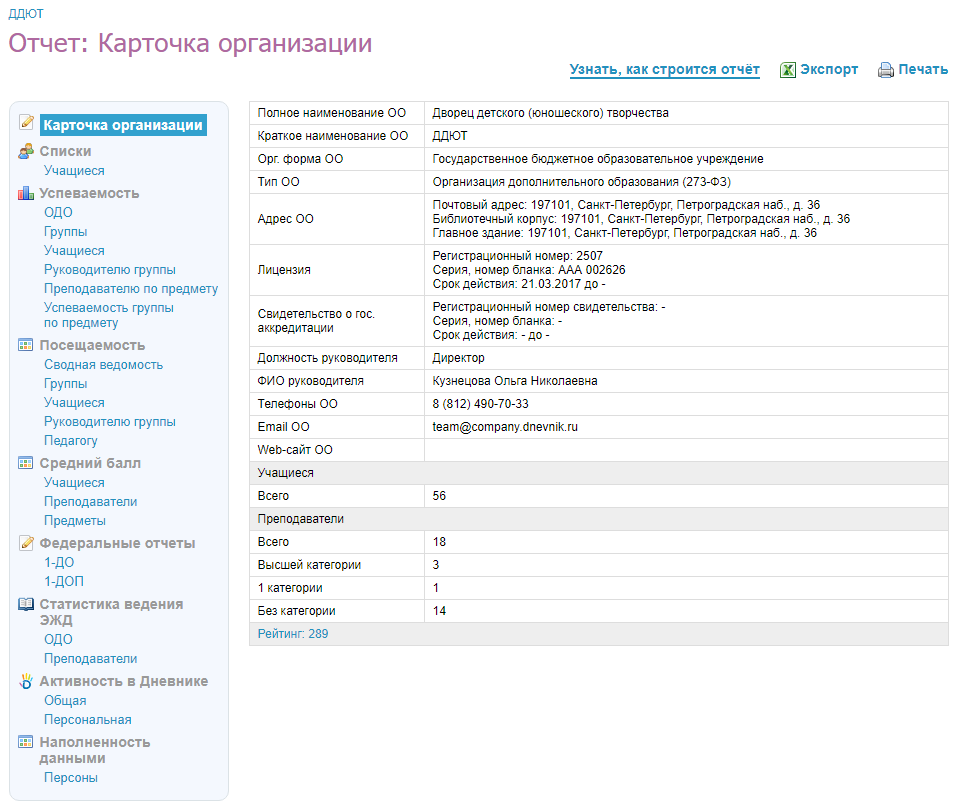 ДДЮТ
Отчет: Карточка организации
Узнать, как строится отчёт Экспорт Печать
Карточка организации
Списки
Учащиеся
Успеваемость
ОДО
Группы
Учащиеся
Руководителю группы
Преподавателю по предмету
Успеваемость группы
по предмету
Посещаемость
Сводная ведомость
Группы
Учащиеся
Руководителю группы
Педагогу
Средний балл
Учащиеся
Преподаватели
Предметы
Федеральные отчеты
1-ДО
1-ДОП
Статистика ведения
ЭЖД
ОДО
Преподаватели
Активность в Дневнике
Общая
Персональная
Наполненность
данными
Персоны
Полное наименование ОО Дворец детского (юношеского) творчества
Краткое наименование ОО ДДЮТ
Орг. форма ОО Государственное бюджетное образовательное учреждение
Тип ОО Организация дополнительного образования (273-ФЗ)
Адрес ОО
Почтовый адрес: 197101, Санкт-Петербург, Петроградская наб., д. 36
Библиотечный корпус: 197101, Санкт-Петербург, Петроградская наб., д. 36
Главное здание: 197101, Санкт-Петербург, Петроградская наб., д. 36
Лицензия
Регистрационный номер: 2507
Серия, номер бланка: ААА 002626
Срок действия: 21.03.2017 до -
Свидетельство о гос.
аккредитации
Регистрационный номер свидетельства: -
Серия, номер бланка: -
Срок действия: - до -
Должность руководителя Директор
ФИО руководителя Кузнецова Ольга Николаевна
Телефоны ОО 8 (812) 490-70-33
Email ОО team@company.dnevnik.ru
Web-сайт ОО
Учащиеся
Всего 56
Преподаватели
Всего 18
Высшей категории 3
1 категории 1
Без категории 14
Рейтинг: 289